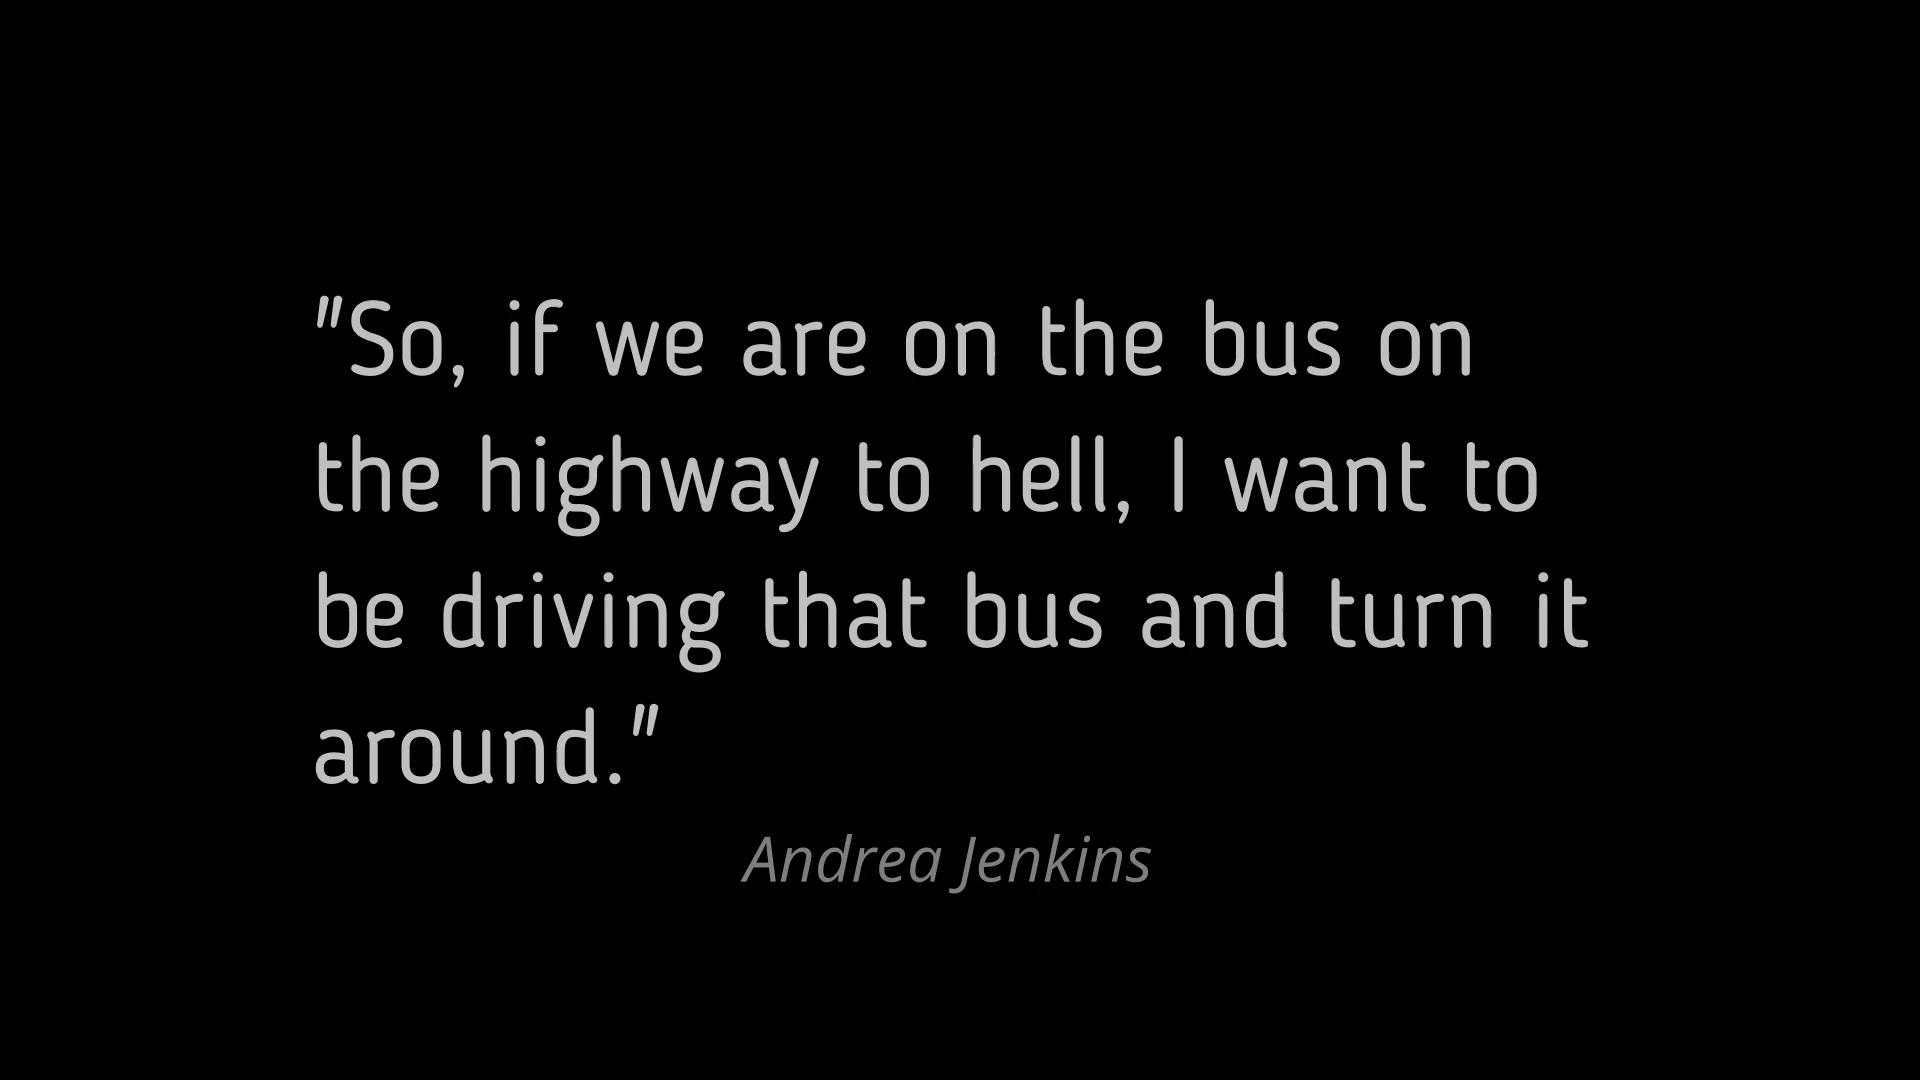 "So, if we are on the bus on
the highway to hell, I want to
be driving that bus and turn it
around."
Andrea Jenkins